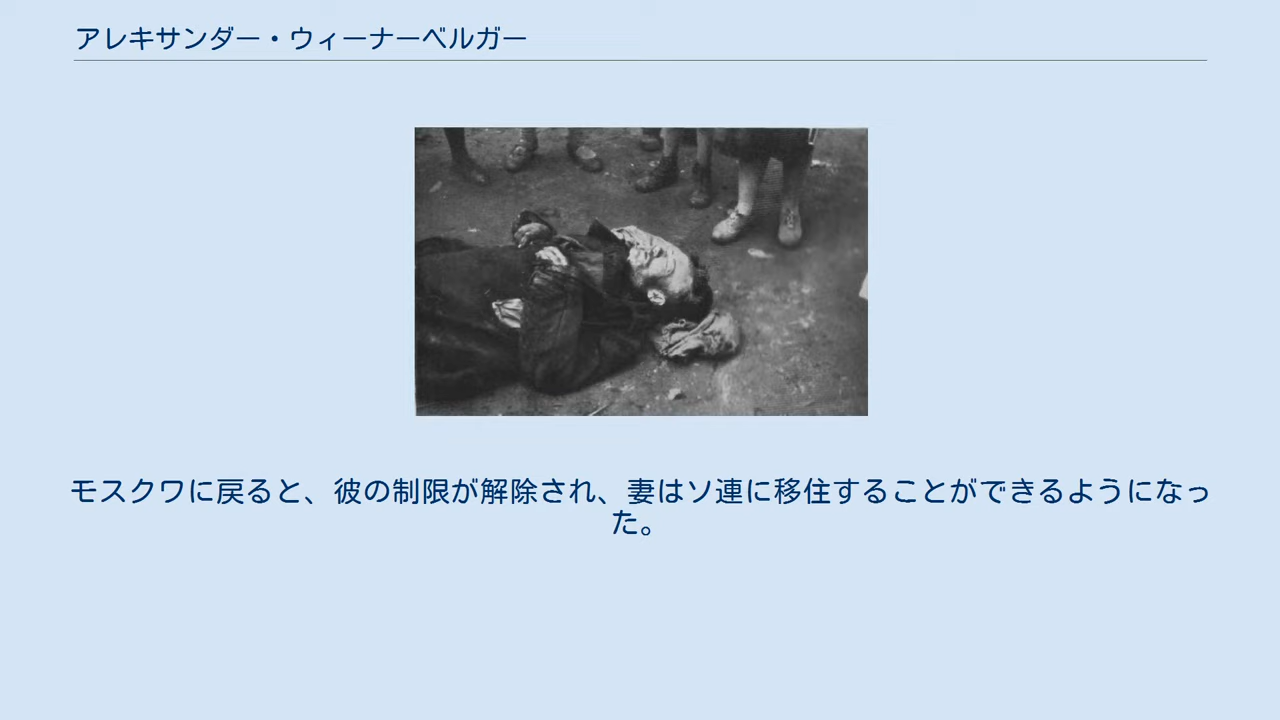 アレキサンダー・ウィーナーベルガー
モスクワに戻ると、彼の制限が解除され、妻はソ連に移住することができるようになっ
た。